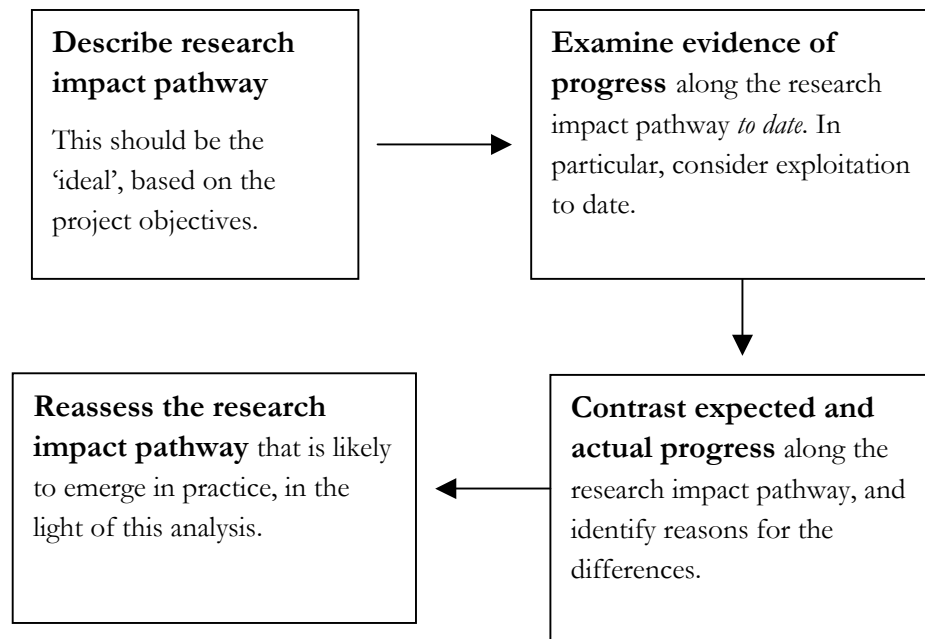 Describe research
impact pathway
This should be the
‘ideal’, based on the
project objectives.
Examine evidence of
progress along the research
impact pathway to date. In
particular, consider exploitation
to date.
Contrast expected and
actual progress along the
research impact pathway, and
identify reasons for the
differences.
Reassess the research
impact pathway that is likely
to emerge in practice, in the
light of this analysis.